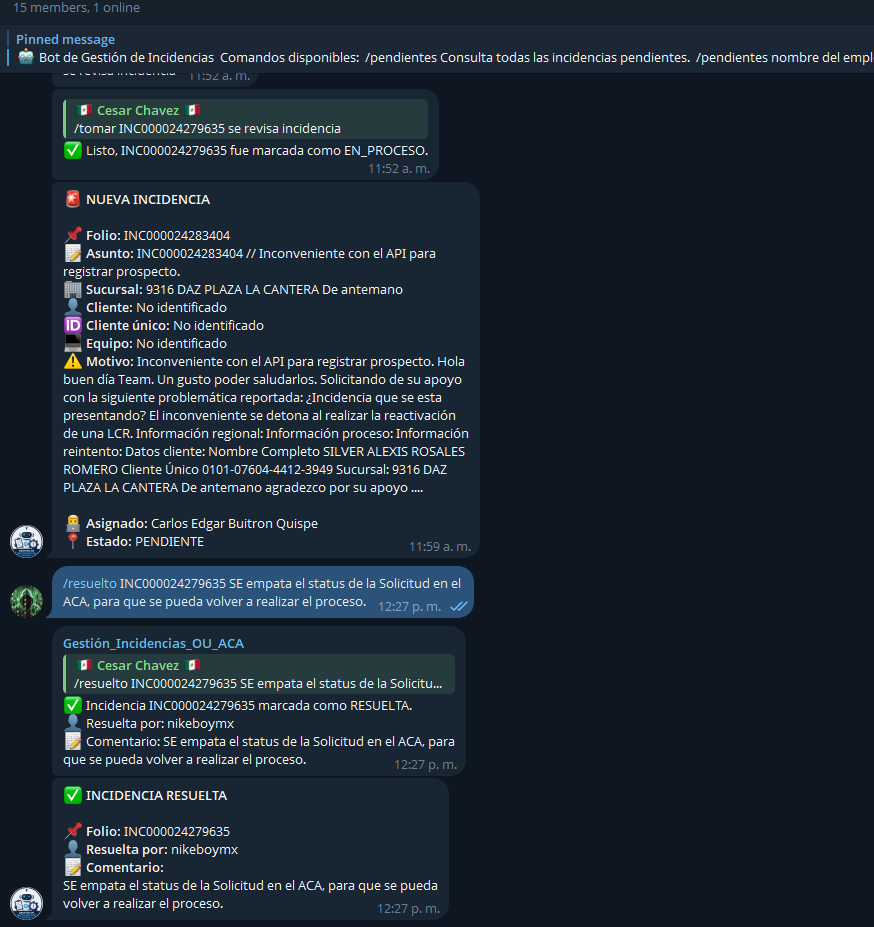 15 members, 1 online
Pinned message
🤖 Bot de Gestión de Incidencias Comandos disponibles: /pendientes Consulta todas las incidencias pendientes. /pendientes nombre del empl
se revisa incidencia 11:52 a. m.
🇲🇽 Cesar Chavez 🇲🇽
/tomar INC000024279635 se revisa incidencia
✅ Listo, INC000024279635 fue marcada como EN_PROCESO.
11:52 a. m.
🚨 NUEVA INCIDENCIA
📌 Folio: INC000024283404
📝 Asunto: INC000024283404 // Inconveniente con el API para
registrar prospecto.
🏢 Sucursal: 9316 DAZ PLAZA LA CANTERA De antemano
👤 Cliente: No identificado
🆔 Cliente único: No identificado
💻 Equipo: No identificado
⚠️ Motivo: Inconveniente con el API para registrar prospecto. Hola
buen día Team. Un gusto poder saludarlos. Solicitando de su apoyo
con la siguiente problemática reportada: ¿Incidencia que se esta
presentando? El inconveniente se detona al realizar la reactivación
de una LCR. Información regional: Información proceso: Información
reintento: Datos cliente: Nombre Completo SILVER ALEXIS ROSALES
ROMERO Cliente Único 0101-07604-4412-3949 Sucursal: 9316 DAZ
PLAZA LA CANTERA De antemano agradezco por su apoyo ....
👨‍💻 Asignado: Carlos Edgar Buitron Quispe
📍 Estado: PENDIENTE
11:59 a. m.
/resuelto INC000024279635 SE empata el status de la Solicitud en el
ACA, para que se pueda volver a realizar el proceso. 12:27 p. m.
Gestión_Incidencias_OU_ACA
🇲🇽 Cesar Chavez 🇲🇽
/resuelto INC000024279635 SE empata el status de la Solicitu...
✅ Incidencia INC000024279635 marcada como RESUELTA.
👤 Resuelta por: nikeboymx
📝 Comentario: SE empata el status de la Solicitud en el ACA, para
que se pueda volver a realizar el proceso. 12:27 p. m.
✅ INCIDENCIA RESUELTA
📌 Folio: INC000024279635
👤 Resuelta por: nikeboymx
📝 Comentario:
SE empata el status de la Solicitud en el ACA, para que se pueda
volver a realizar el proceso. 12:27 p. m.